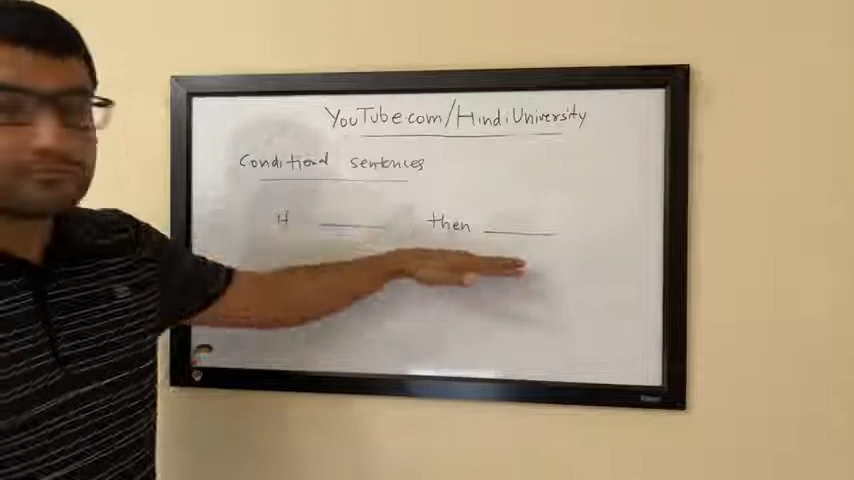 YouTube.com/HindiUniversity
Conditional sentences
If ______ then ______